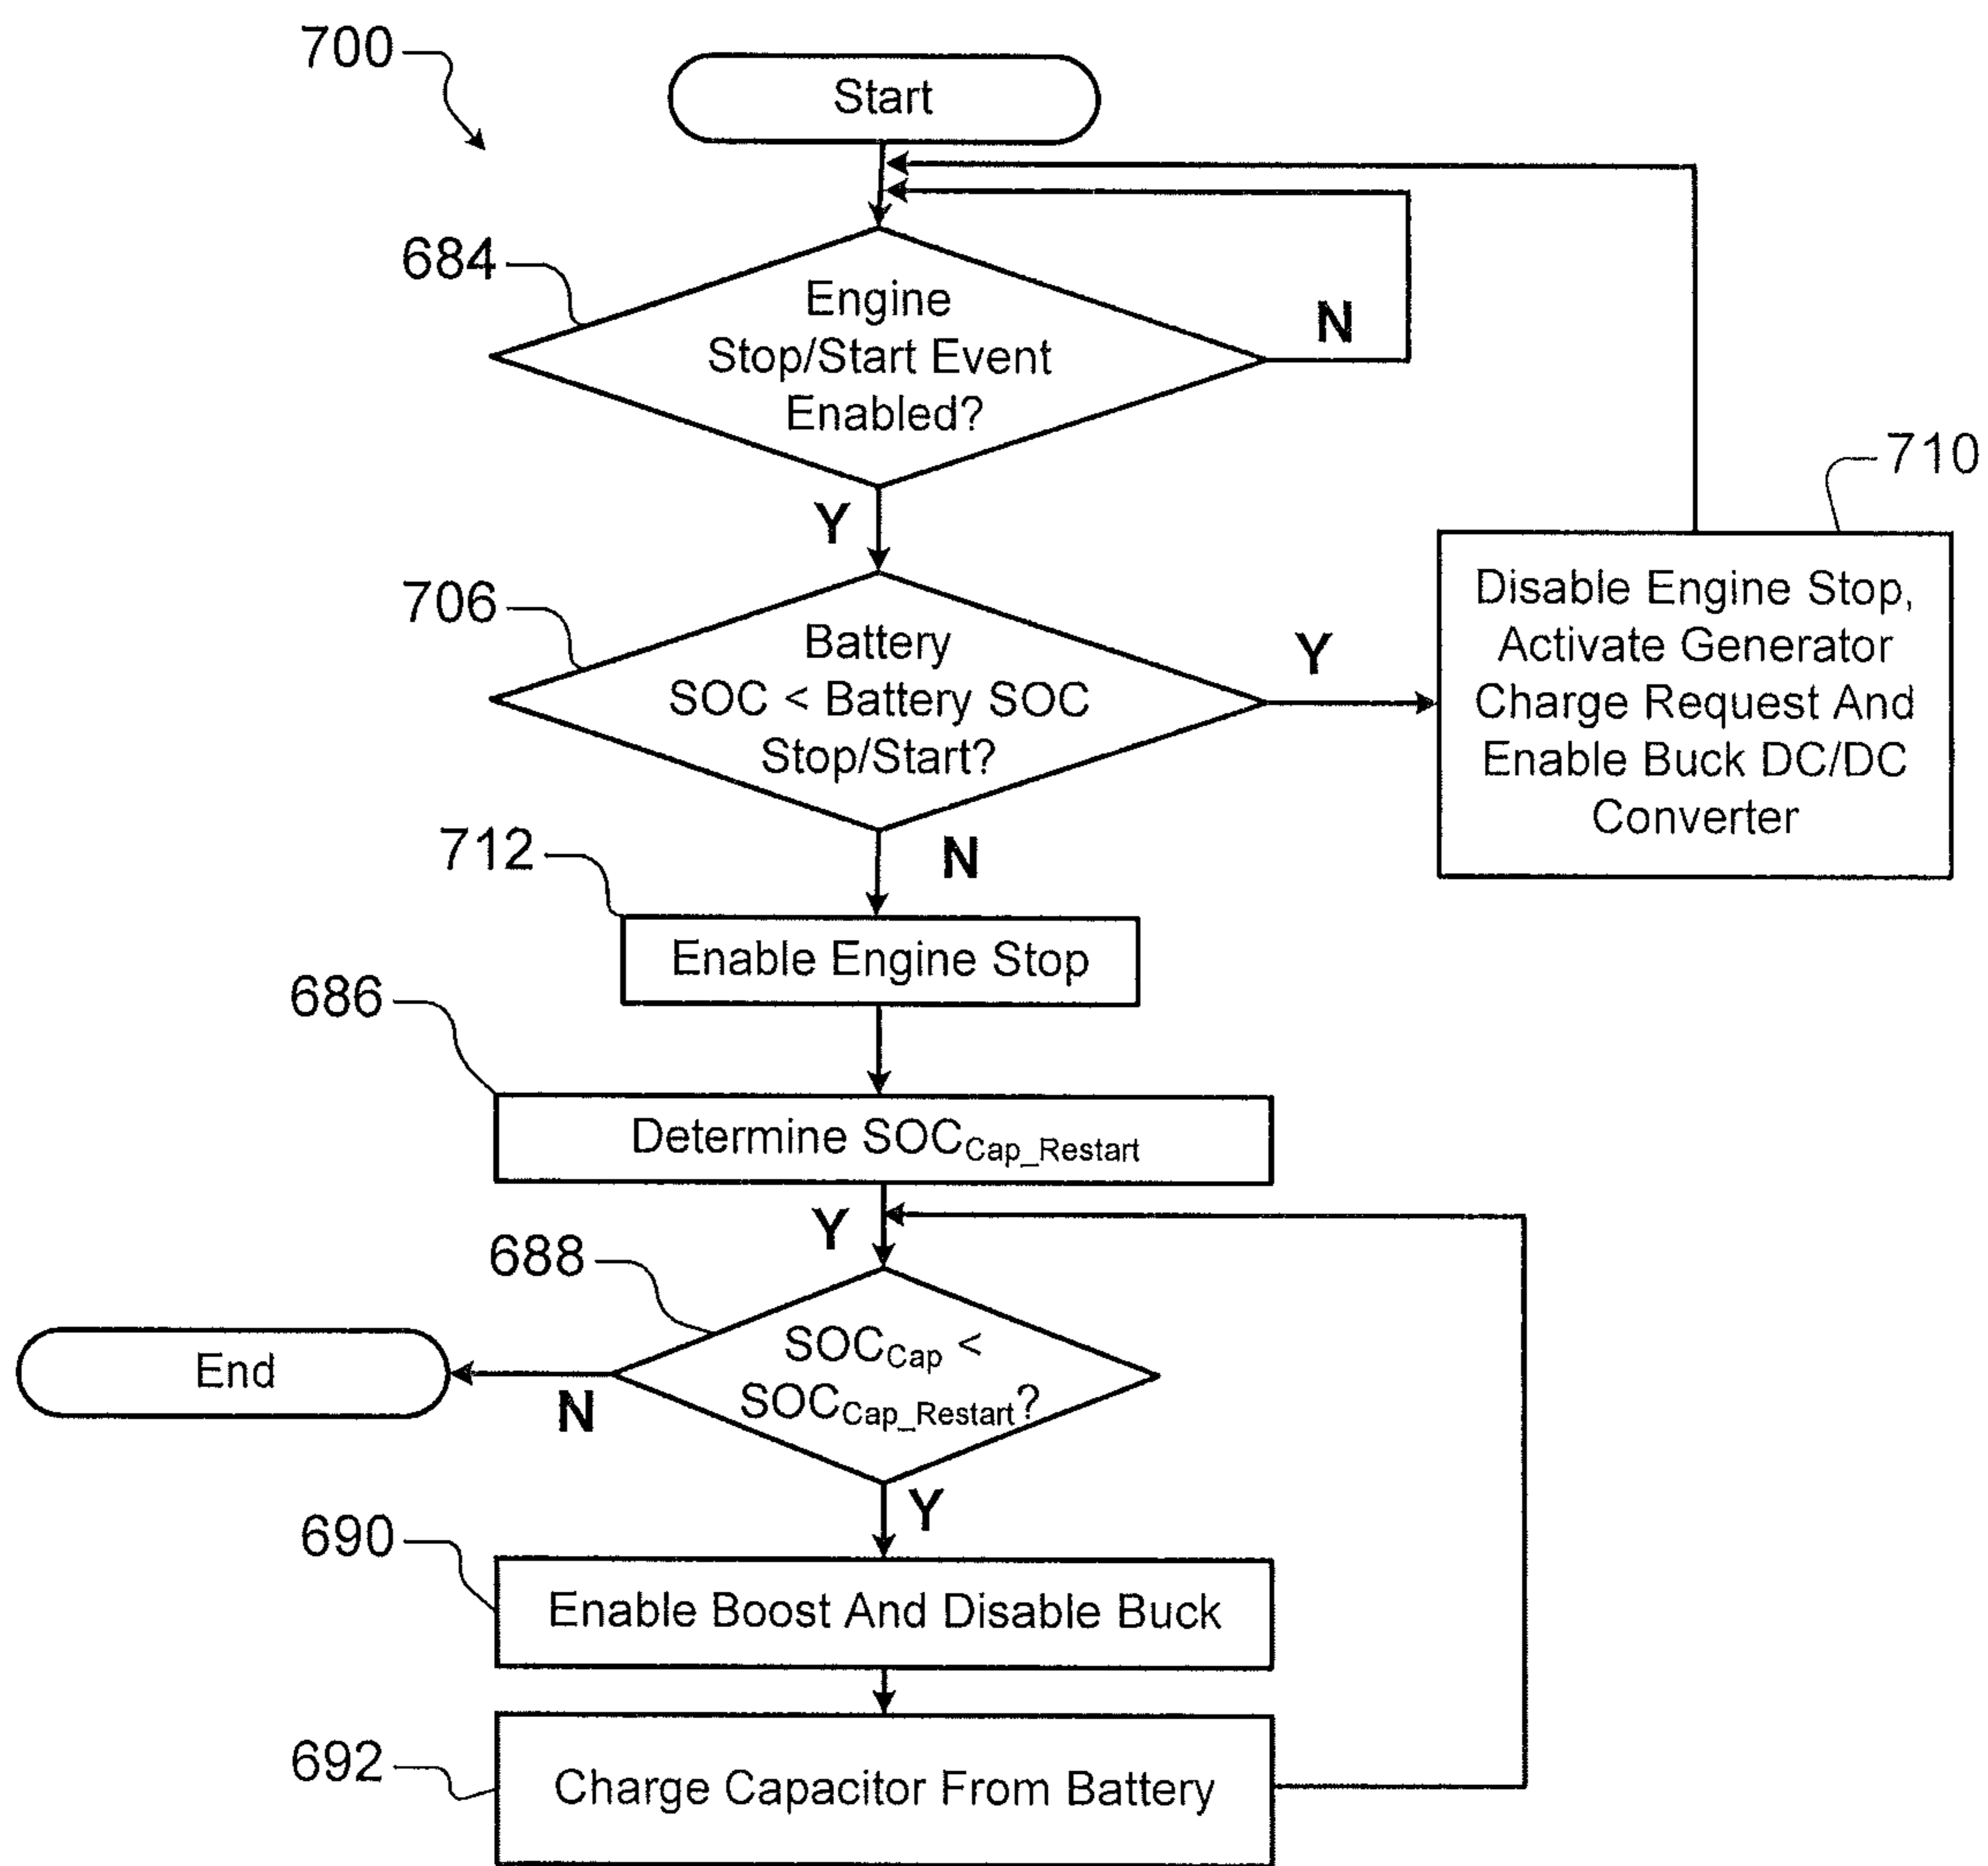 700
Start
684
Engine
Stop/Start Event
Enabled?
N
Y
710
Disable Engine Stop,
Activate Generator
Charge Request And
Enable Buck DC/DC
Converter
706
Battery
SOC < Battery SOC
Stop/Start?
Y
N
712
Enable Engine Stop
686
Determine SOCCap_Restart
Y
688
SOCCap <
SOCCap_Restart?
End
N
Y
690
Enable Boost And Disable Buck
692
Charge Capacitor From Battery